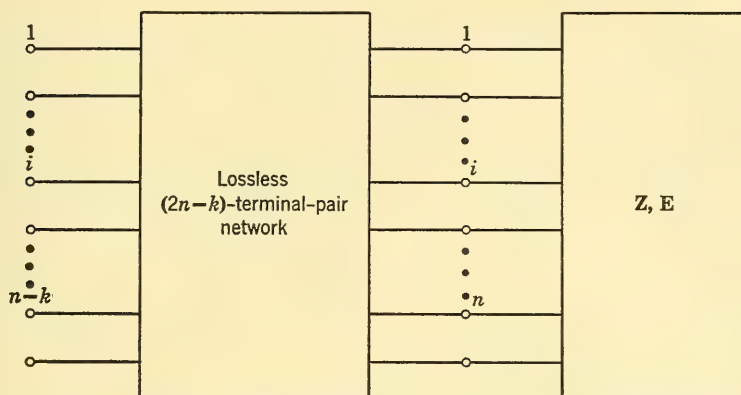 1
1
i
i
Lossless
(2n–k)-terminal-pair
network
Z, E
n–k
n